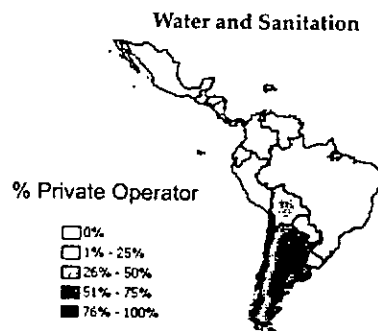 Water and Sanitation
% Private Operator
0%
1% - 25%
26% - 50%
51% - 75%
76% - 100%